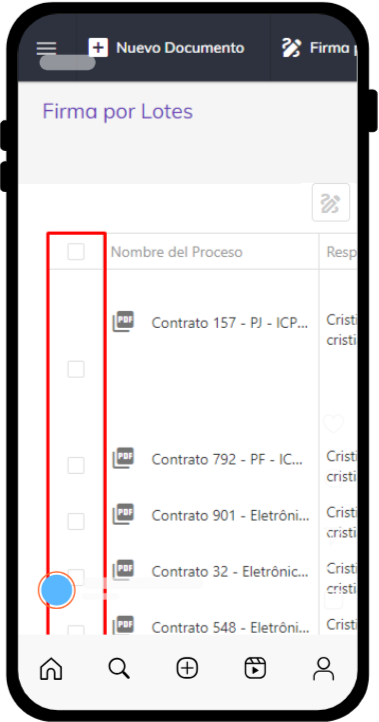 Nuevo Documento
Firma
Firma por Lotes
Nombre del Proceso
Resp
PDF
Contrato 157 - PJ - ICP...
Cristi
cristi
PDF
Contrato 792 - PF - IC...
Cristi
cristi
PDF
Contrato 901 - Eletrôni...
Cristi
cristi
PDF
Contrato 32 - Eletrônic...
Cristi
cristi
PDF
Contrato 548 - Eletrôni...
Cristi